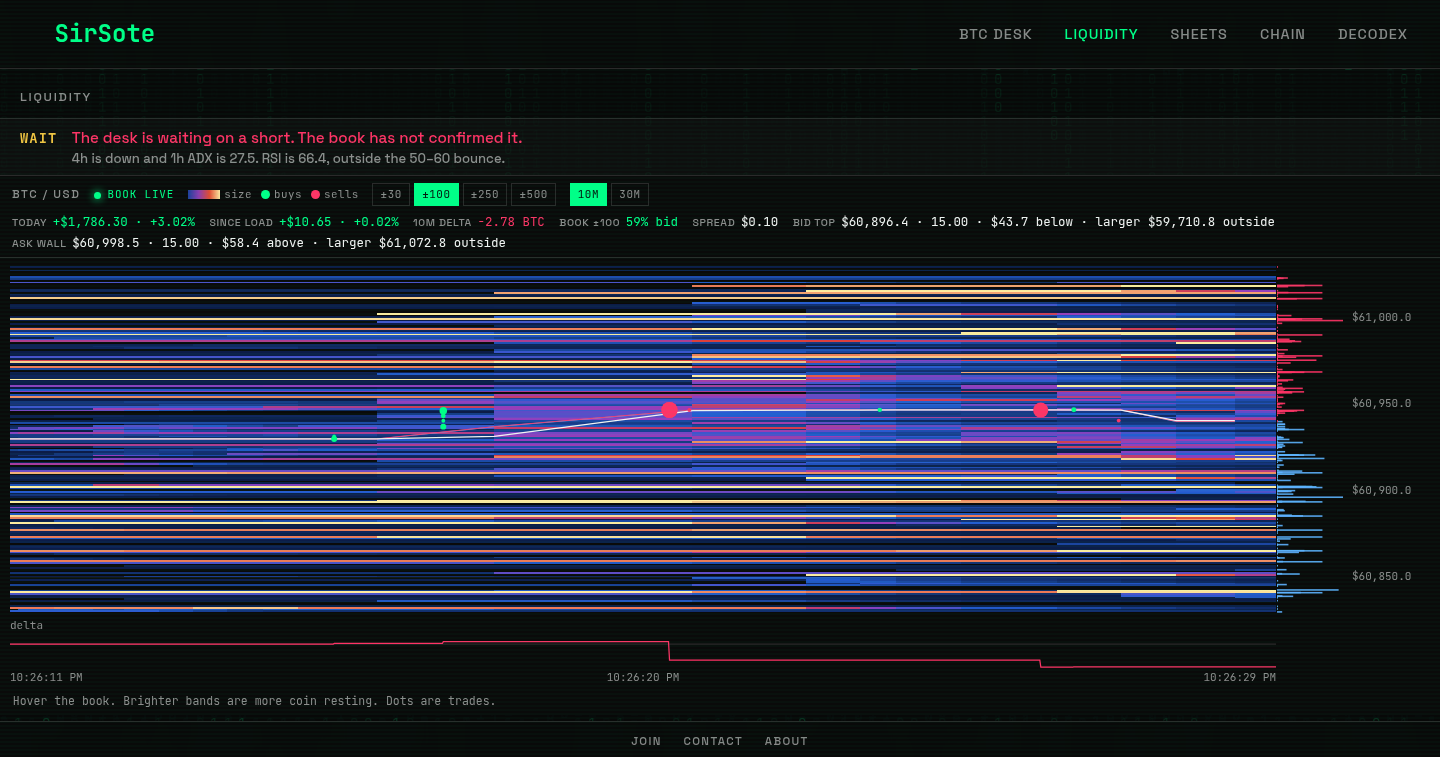 SirSote
BTC DESK LIQUIDITY SHEETS CHAIN DECODEX
LIQUIDITY
WAIT The desk is waiting on a short. The book has not confirmed it.
4h is down and 1h ADX is 27.5. RSI is 66.4, outside the 50–60 bounce.
BTC / USD BOOK LIVE size buys sells ±30 ±100 ±250 ±500 10M 30M
TODAY +$1,786.30 · +3.02% SINCE LOAD +$10.65 · +0.02% 10M DELTA -2.78 BTC BOOK ±100 59% bid SPREAD $0.10 BID TOP $60,896.4 · 15.00 · $43.7 below · larger $59,710.8 outside
ASK WALL $60,998.5 · 15.00 · $58.4 above · larger $61,072.8 outside
$61,000.0
$60,950.0
$60,900.0
$60,850.0
delta
10:26:11 PM 10:26:20 PM 10:26:29 PM
Hover the book. Brighter bands are more coin resting. Dots are trades.
JOIN CONTACT ABOUT